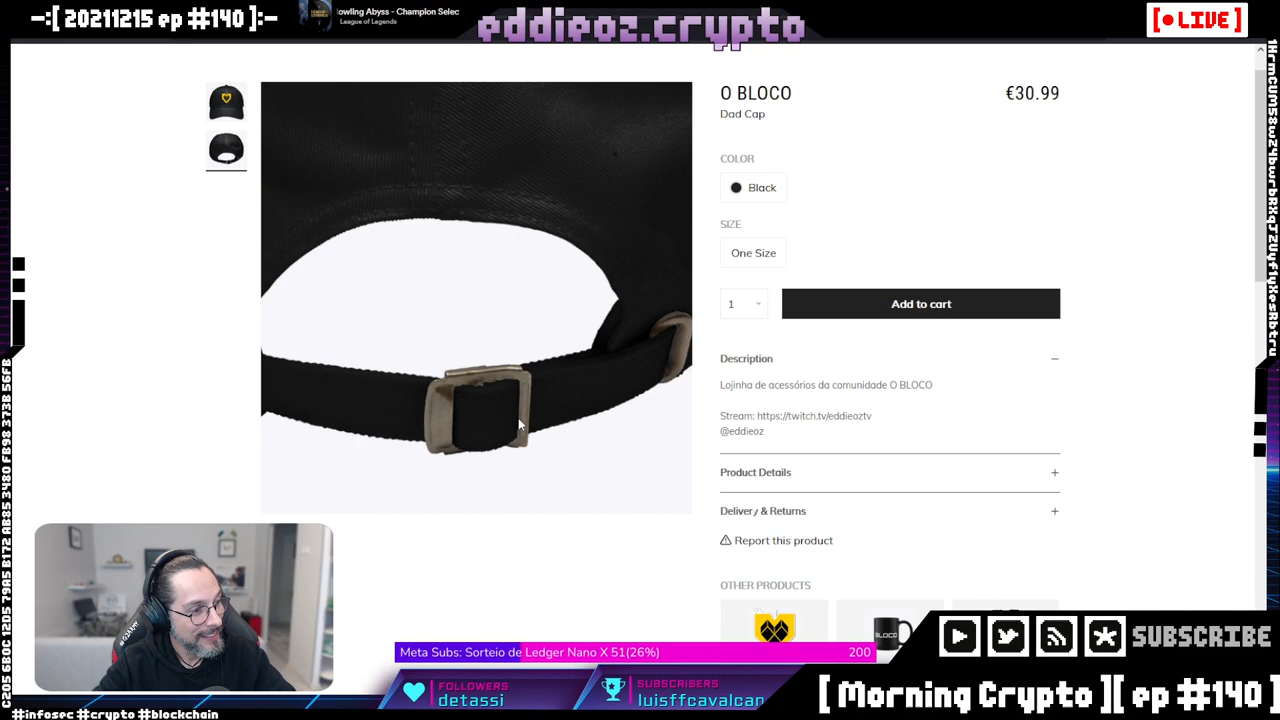 -:[ 20211215 ep #140 ]:-
owling Abyss - Champion Selec
League of Legends
eddieoz.crypto
[•LIVE]
O BLOCO
€30.99
Dad Cap
COLOR
Black
SIZE
One Size
1
Add to cart
Description
Lojinha de acessórios da comunidade O BLOCO
Stream: https://twitch.tv/eddieoztv
@eddieoz
Product Details
Delivery & Returns
Report this product
OTHER PRODUCTS
BLOCO
Meta Subs: Sorteio de Ledger Nano X 51(26%)
200
FOLLOWERS
detassi
SUBSCRIBERS
luisffcavalcan
SUBSCRIBE
[ Morning Crypto ][ ep #140 ]
#infosec #crypto #blockchain